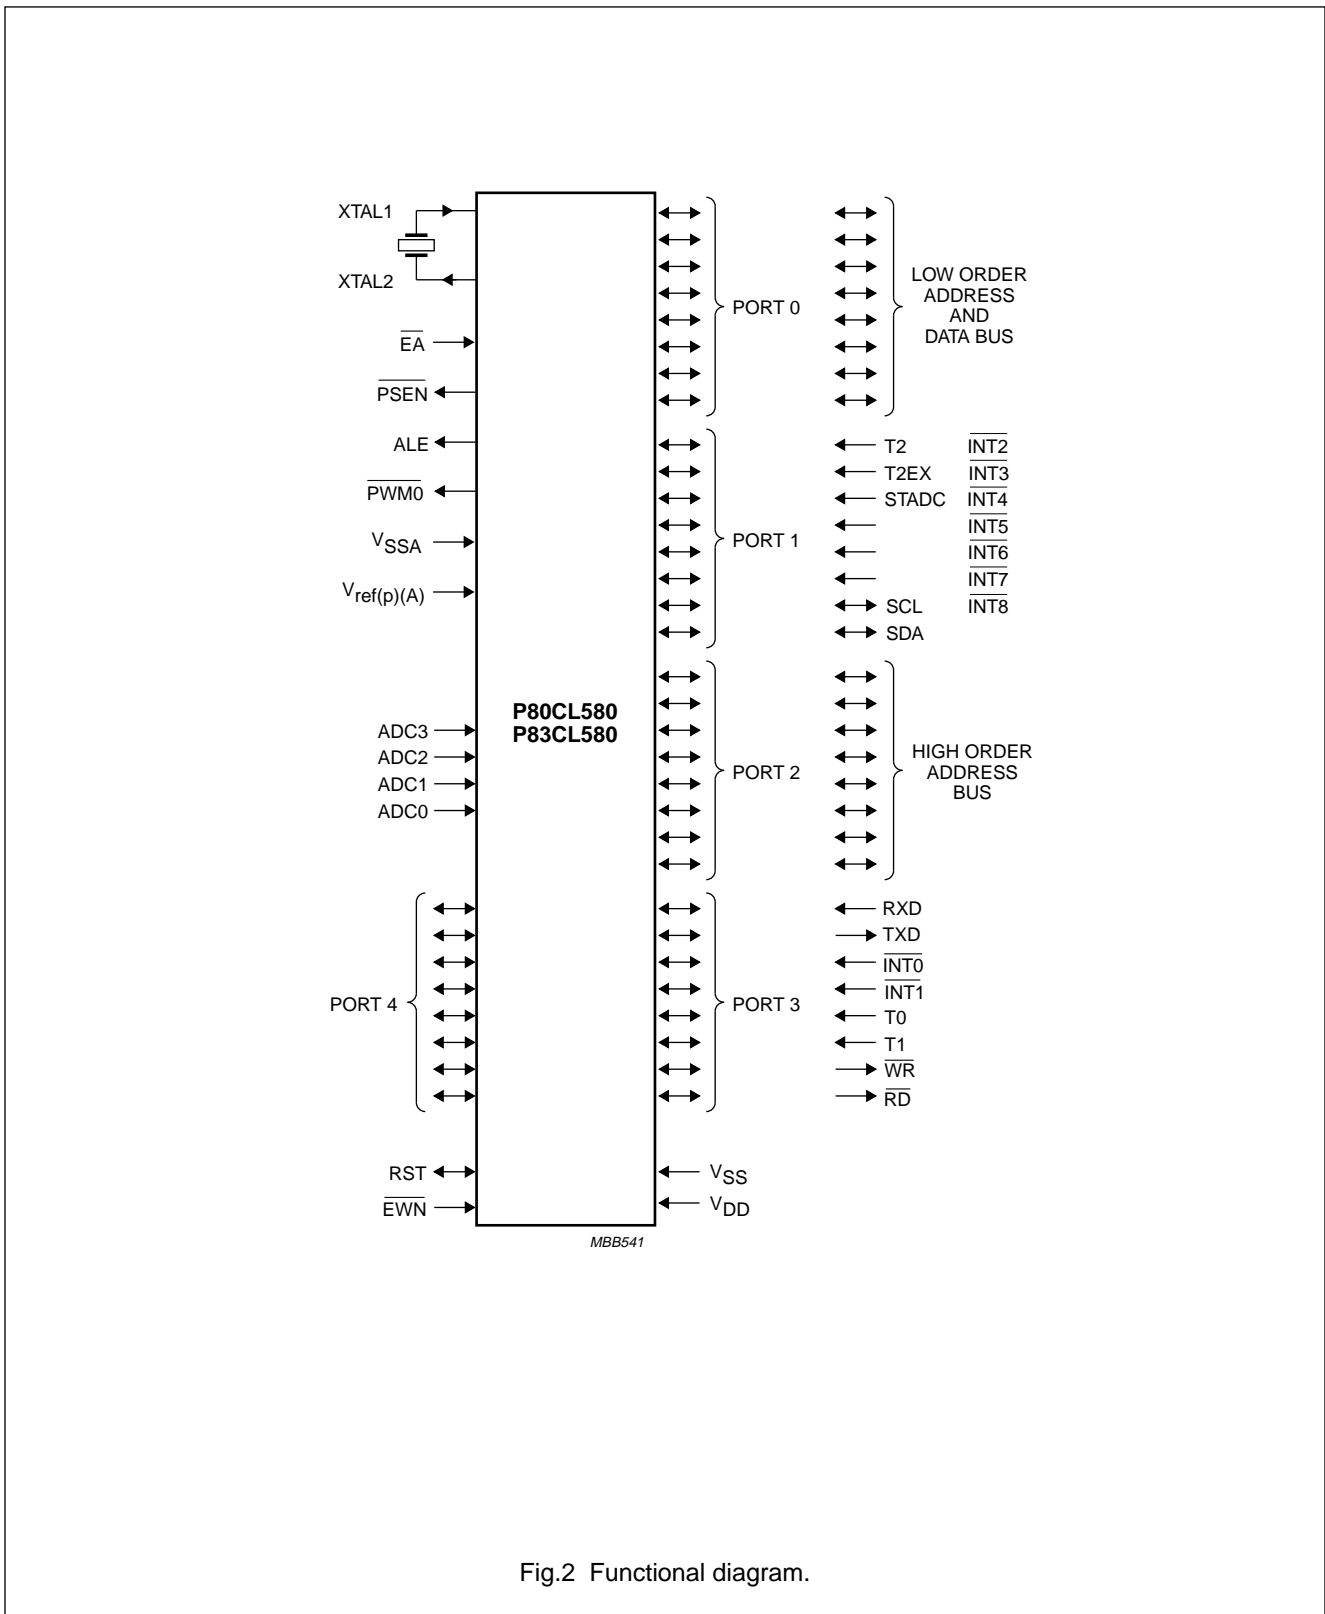 XTAL1
XTAL2
EA
PSEN
ALE
PWM0
VSSA
Vref(p)(A)
ADC3
ADC2
ADC1
ADC0
PORT 4
RST
EWN
P80CL580
P83CL580
PORT 0
PORT 1
PORT 2
PORT 3
VSS
VDD
LOW ORDER
ADDRESS
AND
DATA BUS
T2 INT2
T2EX INT3
STADC INT4
INT5
INT6
INT7
SCL INT8
SDA
HIGH ORDER
ADDRESS
BUS
RXD
TXD
INT0
INT1
T0
T1
WR
RD
MBB541
Fig.2 Functional diagram.